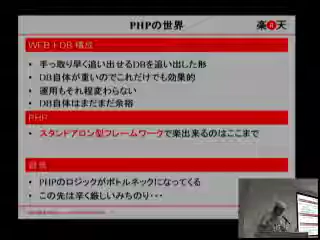 PHPの世界
楽天
WEB+DB 構成
• 手っ取り早く追い出せるDBを追い出した形
• DB自体が重いのでこれだけでも効果的
• 運用もそれ程変わらない
• DB自体はまだまだ余裕
PHP
• スタンドアロン型フレームワークで楽出来るのはここまで
• PHPのロジックがボトルネックになってくる
• この先は辛く厳しいみちのり・・・